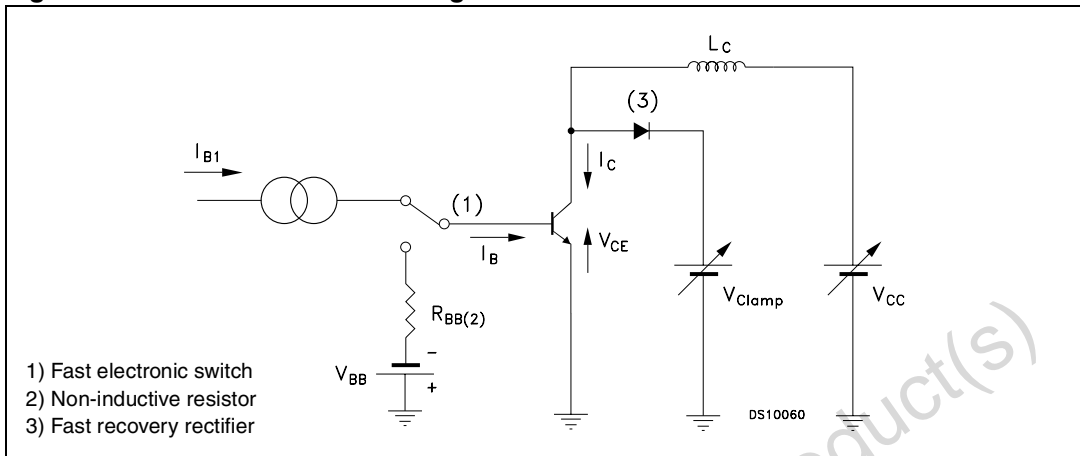 L C
(3)
I B1
I C
(1)
V CE
I B
V Clamp
V CC
R BB(2)
V BB
−
+
1) Fast electronic switch
2) Non-inductive resistor
3) Fast recovery rectifier
DS10060